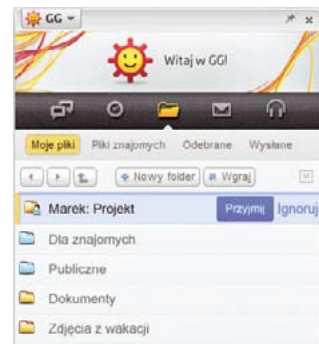 GG
Witaj w GG!
Moje pliki Pliki znajomych Odebrane Wysłane
Nowy folder Wgraj
Marek: Projekt Przyjmij Ignoruj
Dla znajomych
Publiczne
Dokumenty
Zdjęcia z wakacji